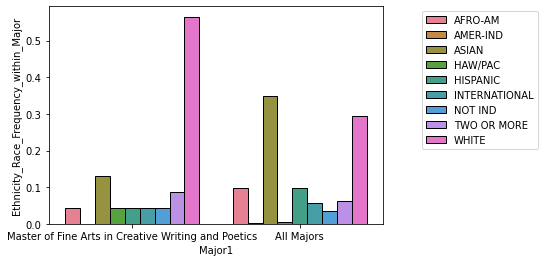 Ethnicity_Race_Frequency_within_Major
0.5
0.4
0.3
0.2
0.1
0.0
Master of Fine Arts in Creative Writing and Poetics
All Majors
Major1
AFRO-AM
AMER-IND
ASIAN
HAW/PAC
HISPANIC
INTERNATIONAL
NOT IND
TWO OR MORE
WHITE